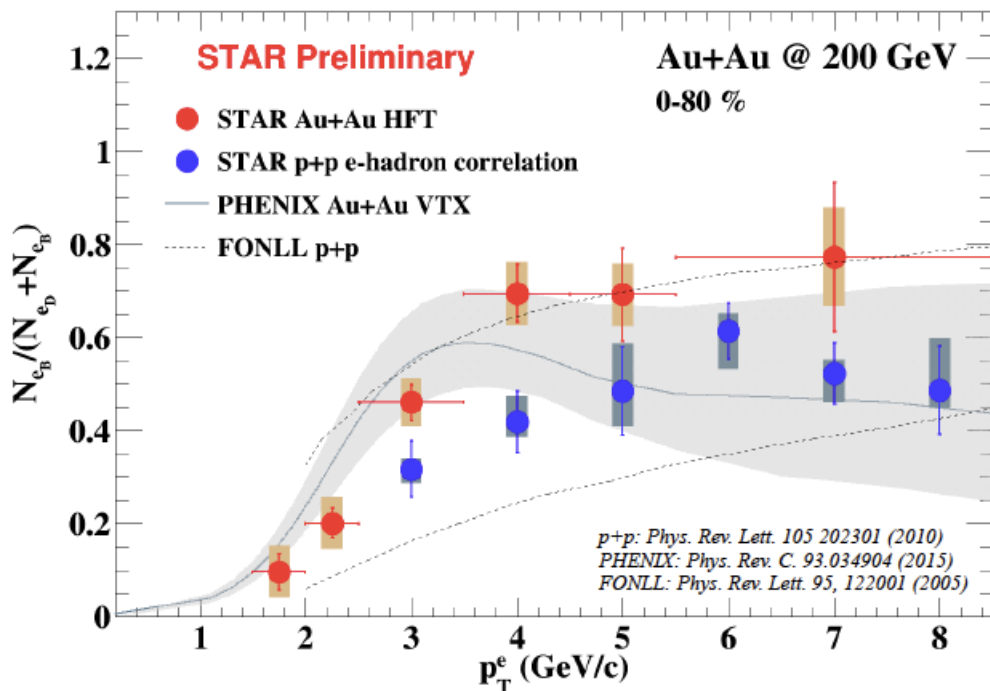 STAR Preliminary
Au+Au @ 200 GeV
0-80 %
STAR Au+Au HFT
STAR p+p e-hadron correlation
PHENIX Au+Au VTX
FONLL p+p
p+p: Phys. Rev. Lett. 105 202301 (2010)
PHENIX: Phys. Rev. C. 93.034904 (2015)
FONLL: Phys. Rev. Lett. 95, 122001 (2005)
N_{e_B}/(N_{e_D}+N_{e_B})
1.2
1
0.8
0.6
0.4
0.2
0
1 2 3 4 5 6 7 8
p_T^e (GeV/c)